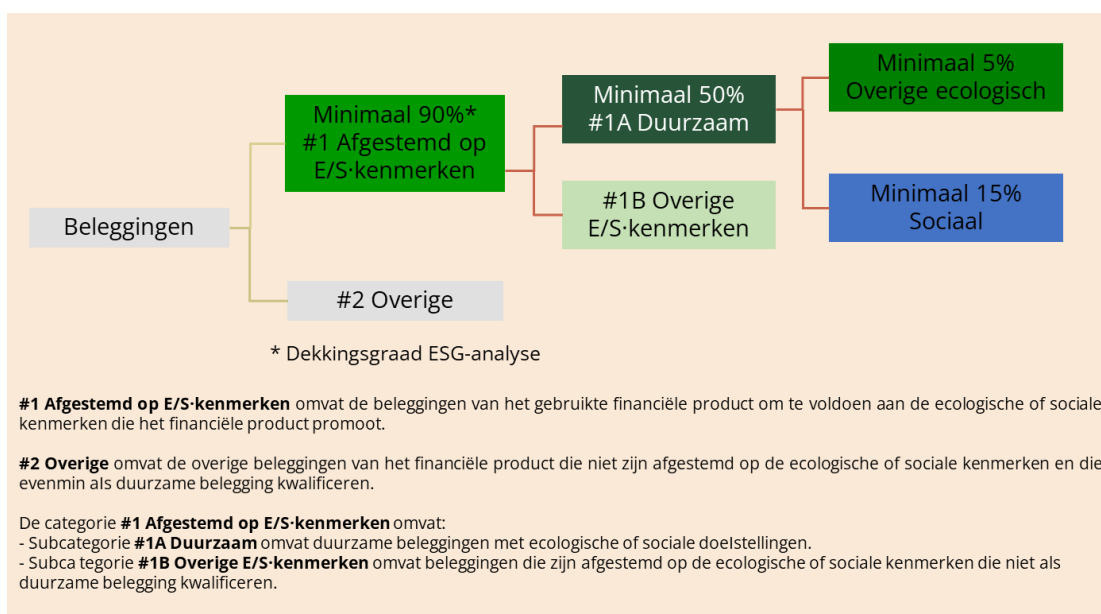 Minimaal 5%
Overige ecologisch
Minimaal 90%*
#1 Afgestemd op
E/S·kenmerken
Minimaal 50%
#1A Duurzaam
Minimaal 15%
Sociaal
#1B Overige
E/S·kenmerken
Beleggingen
#2 Overige
* Dekkingsgraad ESG-analyse
#1 Afgestemd op E/S·kenmerken omvat de beleggingen van het gebruikte financiële product om te voldoen aan de ecologische of sociale
kenmerken die het financiële product promoot.
#2 Overige omvat de overige beleggingen van het financiële product die niet zijn afgestemd op de ecologische of sociale kenmerken en die
evenmin als duurzame belegging kwalificeren.
De categorie #1 Afgestemd op E/S·kenmerken omvat:
- Subcategorie #1A Duurzaam omvat duurzame beleggingen met ecologische of sociale doelstellingen.
- Subca tegorie #1B Overige E/S·kenmerken omvat beleggingen die zijn afgestemd op de ecologische of sociale kenmerken die niet als
duurzame belegging kwalificeren.